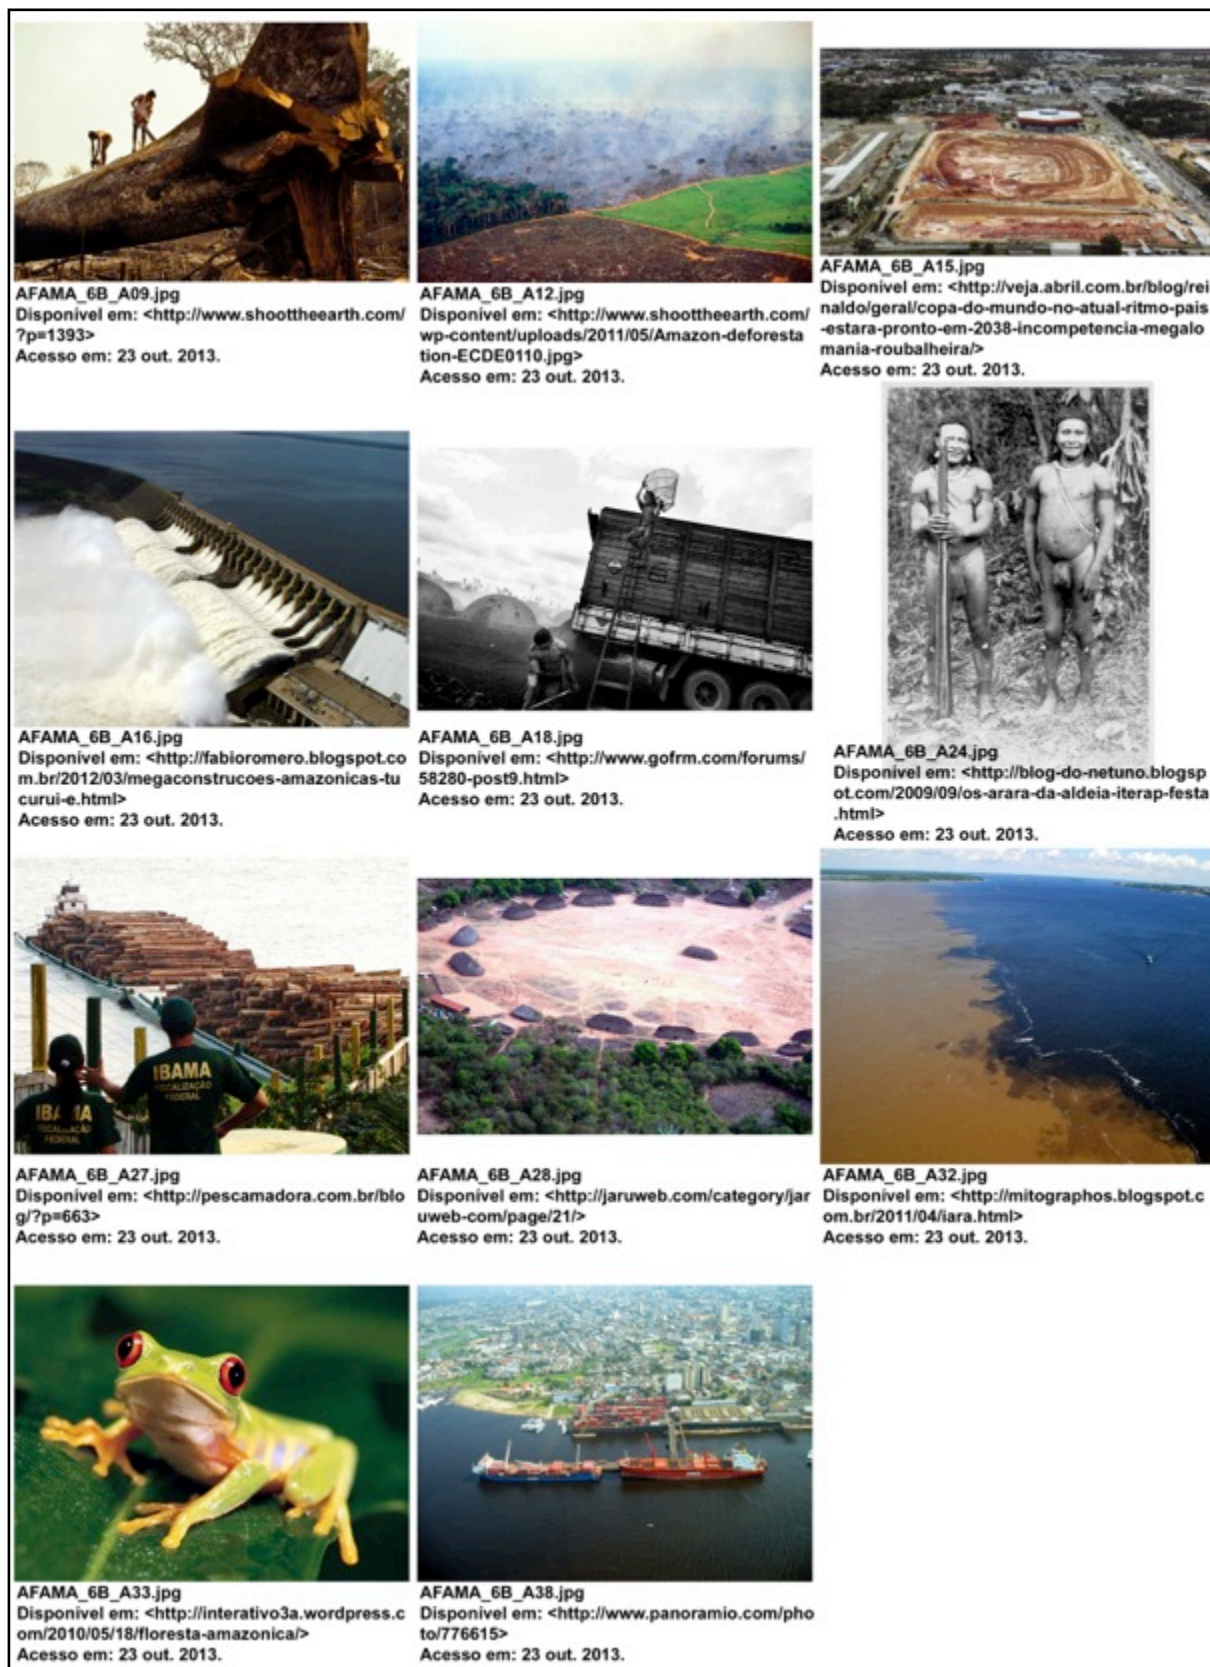 AFAMA_6B_A09.jpg
Disponível em: <http://www.shoottheearth.com/
?p=1393>
Acesso em: 23 out. 2013.
AFAMA_6B_A12.jpg
Disponível em: <http://www.shoottheearth.com/
wp-content/uploads/2011/05/Amazon-deforesta
tion-ECDE0110.jpg>
Acesso em: 23 out. 2013.
AFAMA_6B_A15.jpg
Disponível em: <http://veja.abril.com.br/blog/rei
naldo/geral/copa-do-mundo-no-atual-ritmo-pais
-estara-pronto-em-2038-incompetencia-megalo
mania-roubalheira/>
Acesso em: 23 out. 2013.
AFAMA_6B_A16.jpg
Disponível em: <http://fabioromero.blogspot.co
m.br/2012/03/megaconstrucoes-amazonicas-tu
curui-e.html>
Acesso em: 23 out. 2013.
AFAMA_6B_A18.jpg
Disponível em: <http://www.gofrm.com/forums/
58280-post9.html>
Acesso em: 23 out. 2013.
AFAMA_6B_A24.jpg
Disponível em: <http://blog-do-netuno.blogsp
ot.com/2009/09/os-arara-da-aldeia-iterap-festa
.html>
Acesso em: 23 out. 2013.
IBAMA
FISCALIZAÇÃO
FEDERAL
IBAMA
FISCALIZAÇÃO
FEDERAL
AFAMA_6B_A27.jpg
Disponível em: <http://pescamadora.com.br/blo
g/?p=663>
Acesso em: 23 out. 2013.
AFAMA_6B_A28.jpg
Disponível em: <http://jaruweb.com/category/jar
uweb-com/page/21/>
Acesso em: 23 out. 2013.
AFAMA_6B_A32.jpg
Disponível em: <http://mitographos.blogspot.c
om.br/2011/04/iara.html>
Acesso em: 23 out. 2013.
AFAMA_6B_A33.jpg
Disponível em: <http://interativo3a.wordpress.c
om/2010/05/18/floresta-amazonica/>
Acesso em: 23 out. 2013.
AFAMA_6B_A38.jpg
Disponível em: <http://www.panoramio.com/pho
to/776615>
Acesso em: 23 out. 2013.